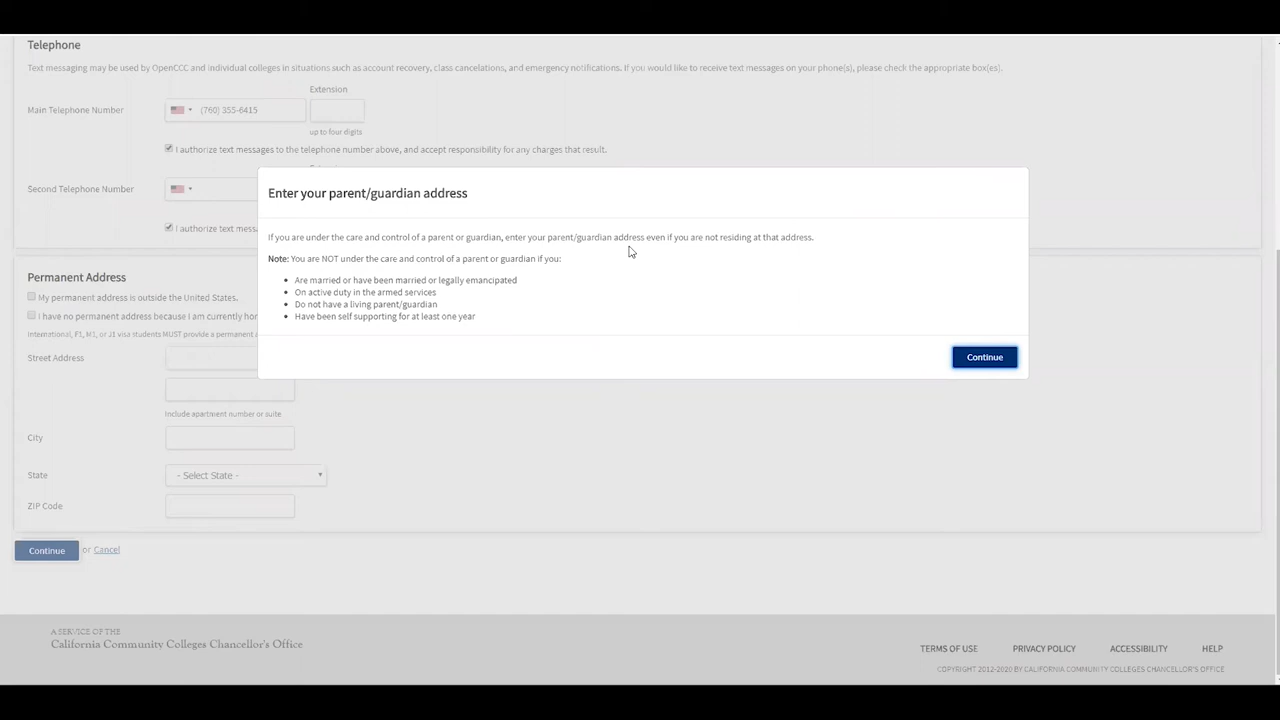 Telephone
Text messaging may be used by OpenCCC and individual colleges in situations such as account recovery, class cancelations, and emergency notifications. If you would like to receive text messages on your phone(s), please check the appropriate box(es).
Extension
Main Telephone Number
(760) 355-6415
up to four digits.
I authorize text messages to the telephone number above, and accept responsibility for any charges that result.
Second Telephone Number
I authorize text
Enter your parent/guardian address
If you are under the care and control of a parent or guardian, enter your parent/guardian address even if you are not residing at that address.
Note: You are NOT under the care and control of a parent or guardian if you:
Are married or have been married or legally emancipated
On active duty in the armed services
Do not have a living parent/guardian
Have been self supporting for at least one year
Continue
Permanent Address
My permanent address is outside the United States.
I have no permanent address because I am currently
International, F1, M1, or J1 visa students MUST provide a permanent
Street Address
Include apartment number or suite
City
State
- Select State -
ZIP Code
Continue or Cancel
A SERVICE OF THE
California Community Colleges Chancellor's Office
TERMS OF USE PRIVACY POLICY ACCESSIBILITY HELP
COPYRIGHT 2012-2020 BY CALIFORNIA COMMUNITY COLLEGES CHANCELLOR'S OFFICE